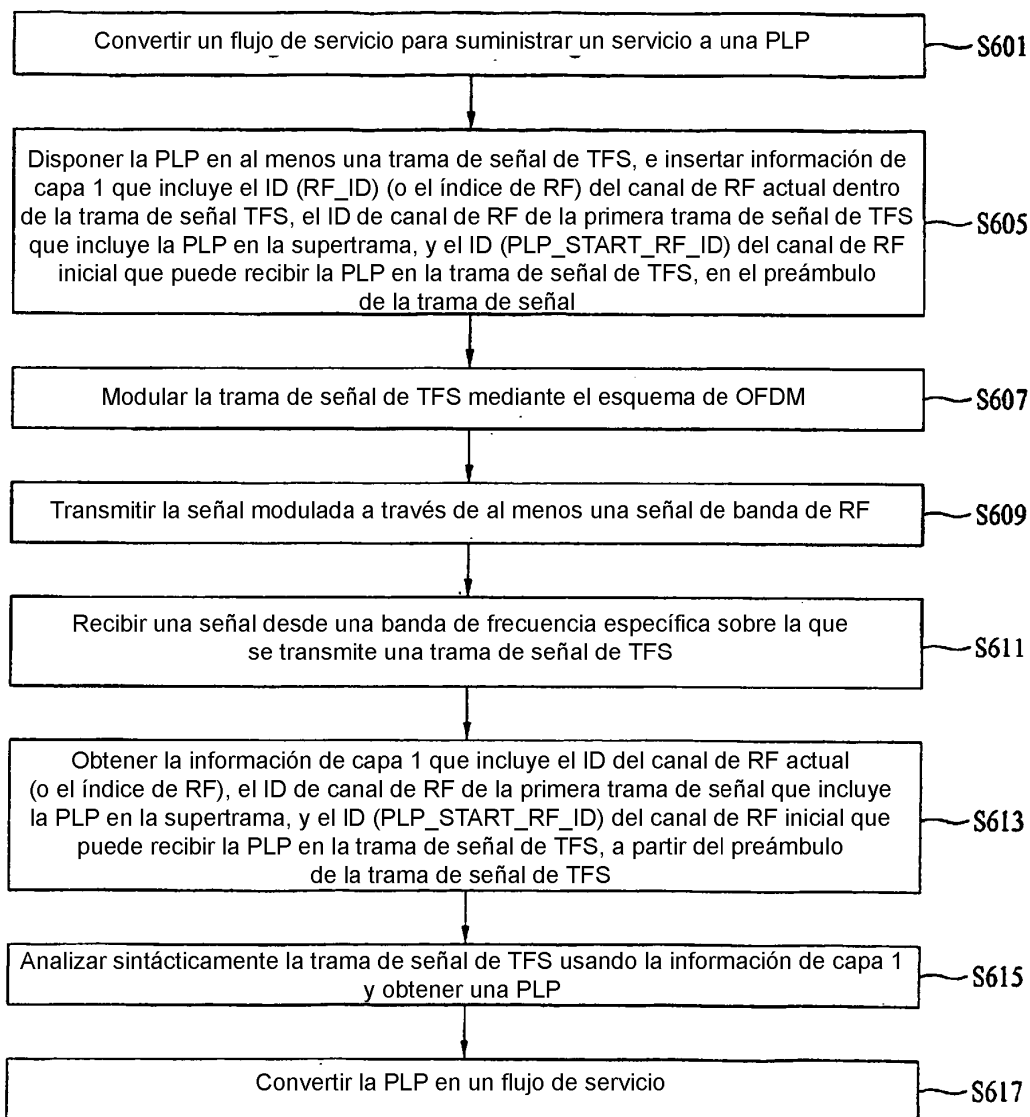 Convertir un flujo de servicio para suministrar un servicio a una PLP
S601
Disponer la PLP en al menos una trama de señal de TFS, e insertar información de
capa 1 que incluye el ID (RF_ID) (o el índice de RF) del canal de RF actual dentro
de la trama de señal TFS, el ID de canal de RF de la primera trama de señal de TFS
que incluye la PLP en la supertrama, y el ID (PLP_START_RF_ID) del canal de RF
inicial que puede recibir la PLP en la trama de señal de TFS, en el preámbulo
de la trama de señal
S605
Modular la trama de señal de TFS mediante el esquema de OFDM
S607
Transmitir la señal modulada a través de al menos una señal de banda de RF
S609
Recibir una señal desde una banda de frecuencia específica sobre la que
se transmite una trama de señal de TFS
S611
Obtener la información de capa 1 que incluye el ID del canal de RF actual
(o el índice de RF), el ID de canal de RF de la primera trama de señal que incluye
la PLP en la supertrama, y el ID (PLP_START_RF_ID) del canal de RF inicial que
puede recibir la PLP en la trama de señal de TFS, a partir del preámbulo
de la trama de señal de TFS
S613
Analizar sintácticamente la trama de señal de TFS usando la información de capa 1
y obtener una PLP
S615
Convertir la PLP en un flujo de servicio
S617